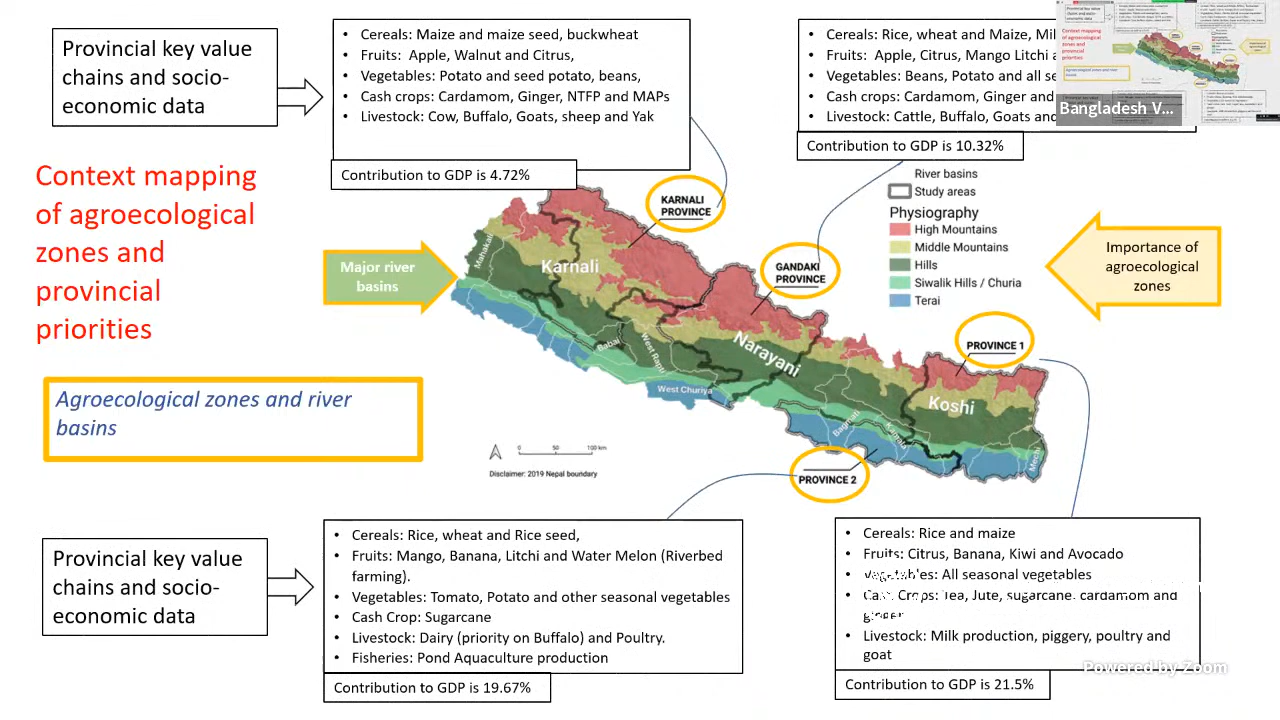 Provincial key value
chains and socio-
economic data
Context mapping
of agroecological
zones and
provincial
priorities
Agroecological zones and river
basins
Provincial key value
chains and socio-
economic data
• Cereals: and buckwheat
• Apple, Walnut, Citrus
• Potato and seed potato, beans
• Cash crops: Cardamom, Ginger, NTFP and MAPs
• Livestock: Cow, Buffalo, Goats, sheep and Yak
Contribution to GDP is 4.72%
• Cereals: Rice, wheat and Maize,
• Fruits: Apple, Citrus, Mango Litchi
• Vegetables: Beans, Potato and all
• Cash crops: Cardamom, Ginger and
• Livestock: Cattle, Buffalo, Goats and
Contribution to GDP is 10.32%
Bangladesh V...
River basins
Study areas
Physiography
High Mountains
Middle Mountains
Hills
Siwalik Hills / Churia
Terai
Major river
basins
Importance of
agroecological
zones
KARNALI
PROVINCE
GANDAKI
PROVINCE
PROVINCE 1
PROVINCE 2
Mahakali
Karnali
Babai
West Rapti
West Churiya
Narayani
Bagmati
Kamala
Koshi
Mechi
0 50 100 km
Disclaimer: 2019 Nepal boundary
• Cereals: Rice, wheat and Rice seed,
• Fruits: Mango, Banana, Litchi and Water Melon (Riverbed
farming).
• Vegetables: Tomato, Potato and other seasonal vegetables
• Cash Crop: Sugarcane
• Livestock: Dairy (priority on Buffalo) and Poultry.
• Fisheries: Pond Aquaculture production
Contribution to GDP is 19.67%
• Cereals: Rice and maize
• Fruits: Citrus, Banana, Kiwi and Avocado
• Vegetables: All seasonal vegetables
• Cash Crops: Tea, Jute, sugarcane, cardamom and
ginger
• Livestock: Milk production, piggery, poultry and
goat
Contribution to GDP is 21.5%
Powered by Zoom